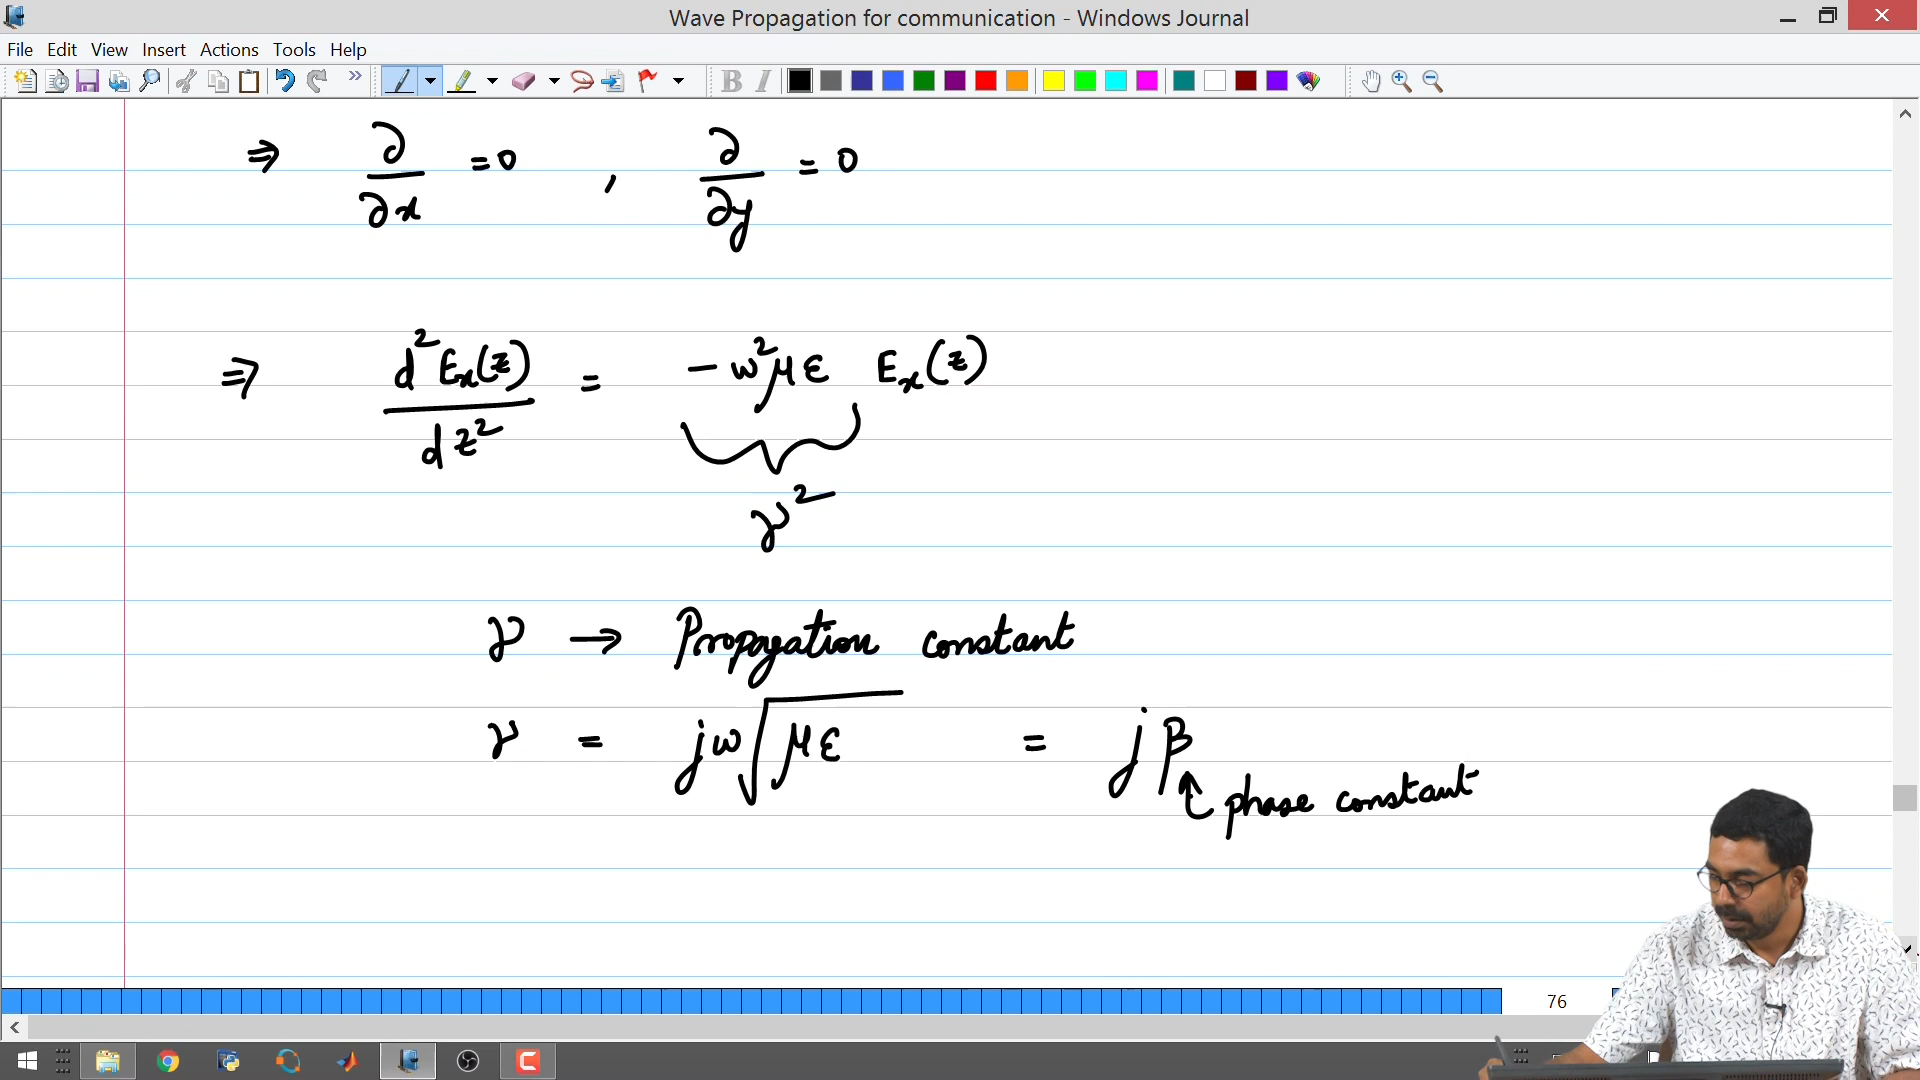 Wave Propagation for communication - Windows Journal
File Edit View Insert Actions Tools Help
B I
⇒ ∂/∂x = 0 , ∂/∂y = 0
⇒ d²Eₓ(z)/dz² = -ω²με Eₓ(z)
γ²
γ → Propagation constant
γ = jω√με = jβ
phase constant
76